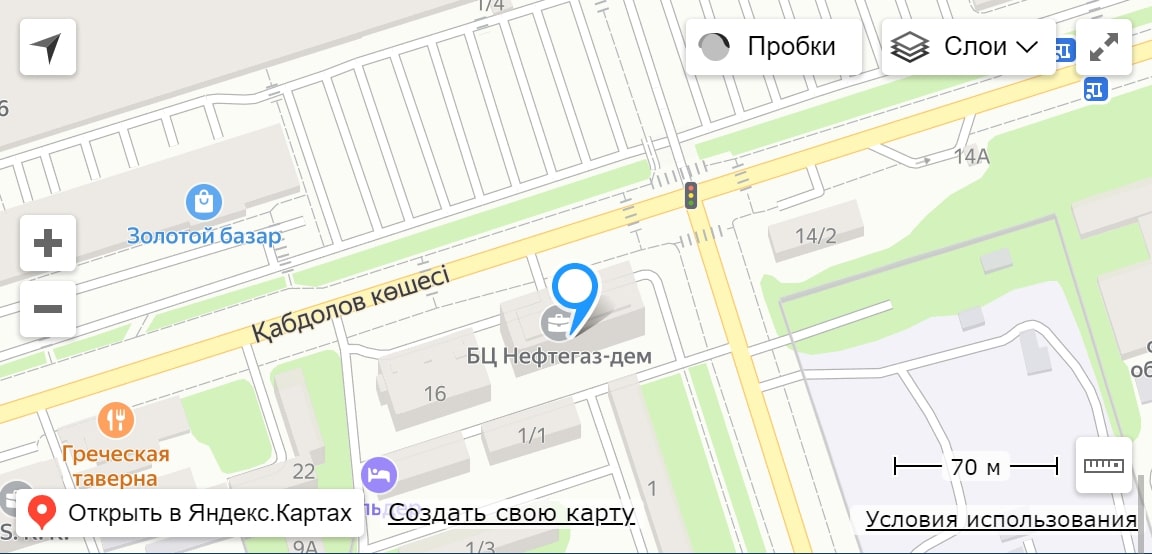 1/4
Пробки
Слои
6
14А
Золотой базар
14/2
Қабдолов көшесі
БЦ Нефтегаз-дем
16
1/1
Греческая
таверна
22
70 м
1
Открыть в Яндекс.Картах
Создать свою карту
Условия использования
9А
1/3